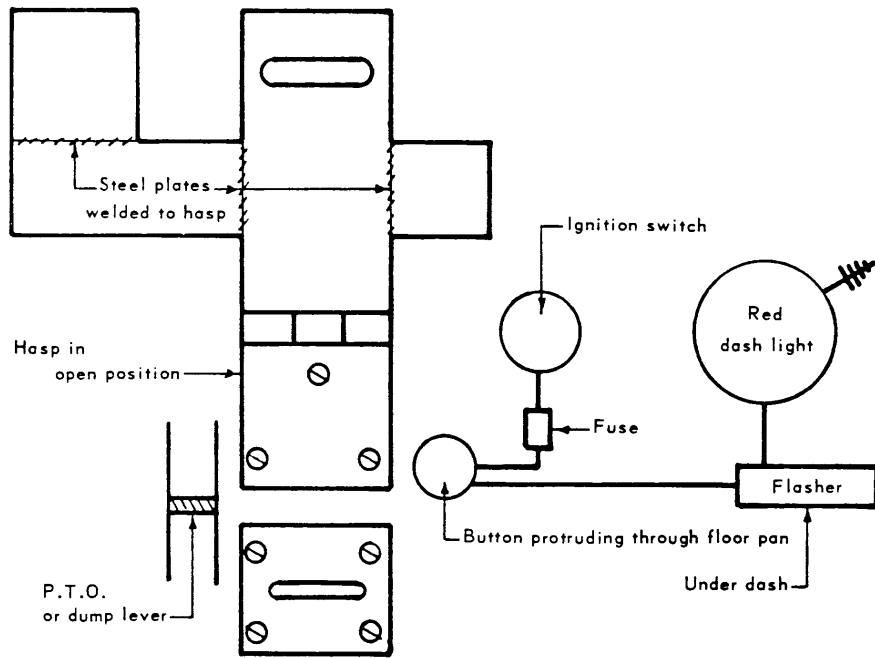 Steel plates
welded to hasp
Ignition switch
Red
dash light
Hasp in
open position
Fuse
Flasher
Button protruding through floor pan
Under dash
P.T.O.
or dump lever